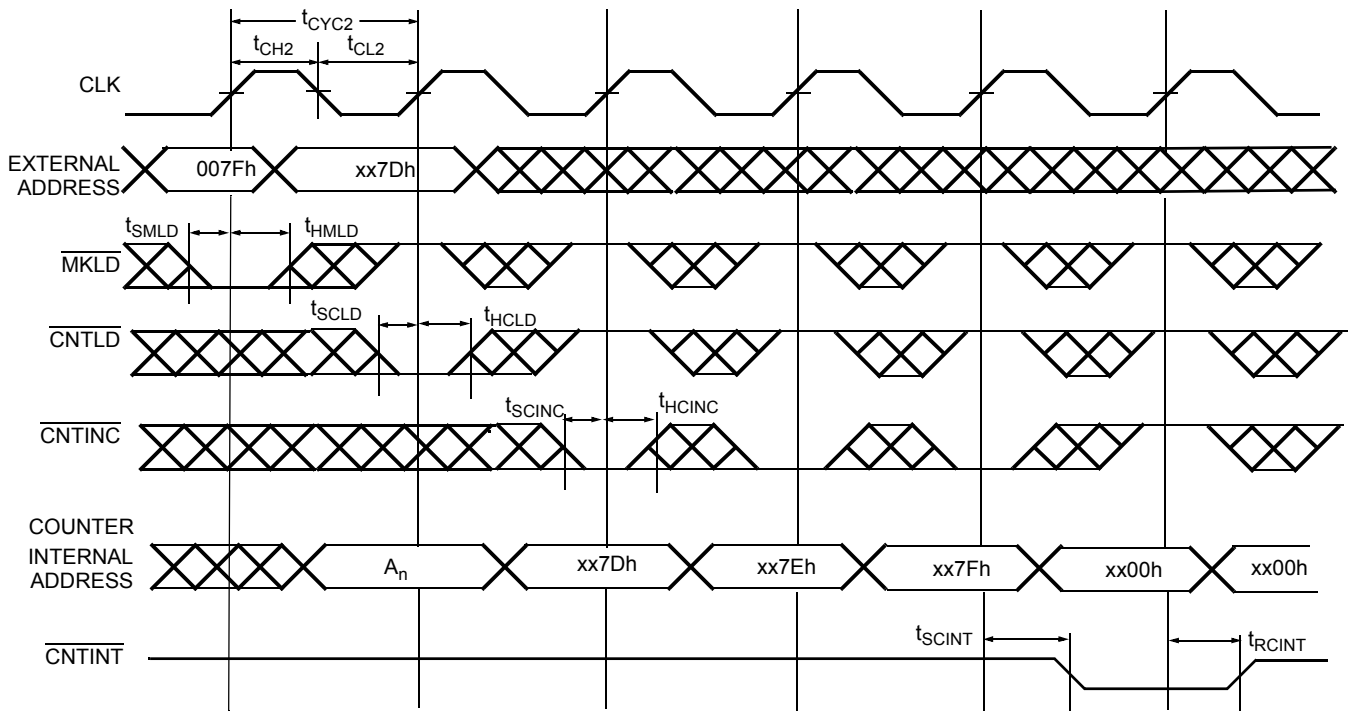 tCYC2
tCH2
tCL2
CLK
EXTERNAL
ADDRESS
007Fh
xx7Dh
tSMLD
tHMLD
MKLD
tSCLD
tHCLD
CNTLD
tSCINC
tHCINC
CNTINC
COUNTER
INTERNAL
ADDRESS
An
xx7Dh
xx7Eh
xx7Fh
xx00h
xx00h
tSCINT
tRCINT
CNTINT